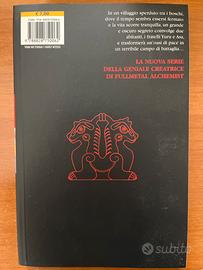 € 7,00
In un villaggio sperduto tra i boschi,
dove il tempo sembra essersi fermato
e la vita scorre tranquilla, un grande
e oscuro segreto coinvolge due
abitanti, i fratelli Yuru e Asa,
e trasformerà un'oasi di pace in
un terribile campo di battaglia...
LA NUOVA SERIE
DELLA GENIALE CREATRICE
DI FULLMETAL ALCHEMIST
subito